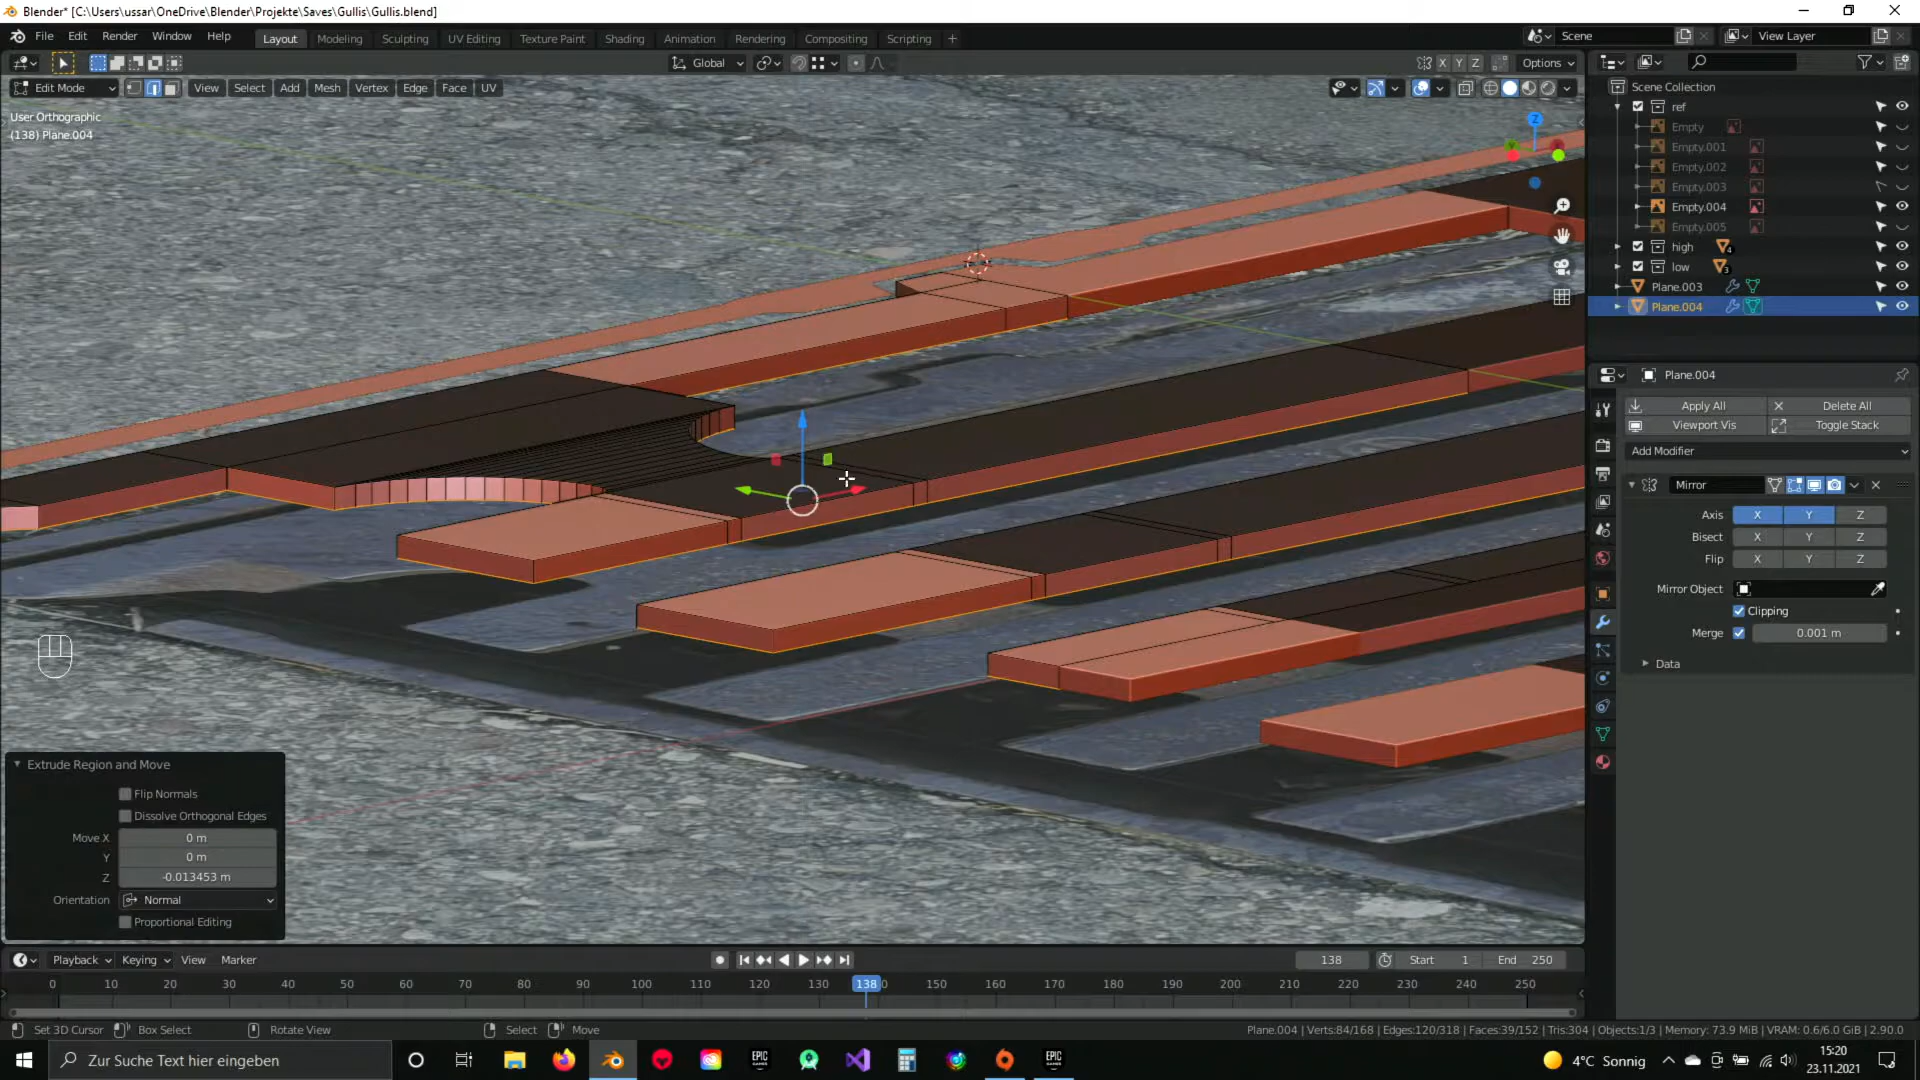 Blender* [C:\Users\ussar\OneDrive\Blender\Projekte\Saves\Gullis\Gullis.blend]
File Edit Render Window Help Layout Modeling Sculpting UV Editing Texture Paint Shading Animation Rendering Compositing Scripting + Scene View Layer
Global X Y Z Options
Edit Mode View Select Add Mesh Vertex Edge Face UV
User Orthographic
(138) Plane.004
Z
Scene Collection
ref
Empty
Empty.001
Empty.002
Empty.003
Empty.004
Empty.005
high 4
low 3
Plane.003
Plane.004
Plane.004
Apply All Delete All
Viewport Vis Toggle Stack
Add Modifier
Mirror
Axis X Y Z
Bisect X Y Z
Flip X Y Z
Mirror Object
Clipping
Merge 0.001 m
Data
Extrude Region and Move
Flip Normals
Dissolve Orthogonal Edges
Move X 0 m
Y 0 m
Z -0.013453 m
Orientation Normal
Proportional Editing
Playback Keying View Marker 138 Start 1 End 250
0 10 20 30 40 50 60 70 80 90 100 110 120 130 138 150 160 170 180 190 200 210 220 230 240 250
Set 3D Cursor Box Select Rotate View Select Move Plane.004 | Verts:84/168 | Edges:120/318 | Faces:39/152 | Tris:304 | Objects:1/3 | Memory: 73.9 MiB | VRAM: 0.6/6.0 GiB | 2.90.0
Zur Suche Text hier eingeben EPIC GAMES EPIC GAMES 4°C Sonnig 15:20
23.11.2021